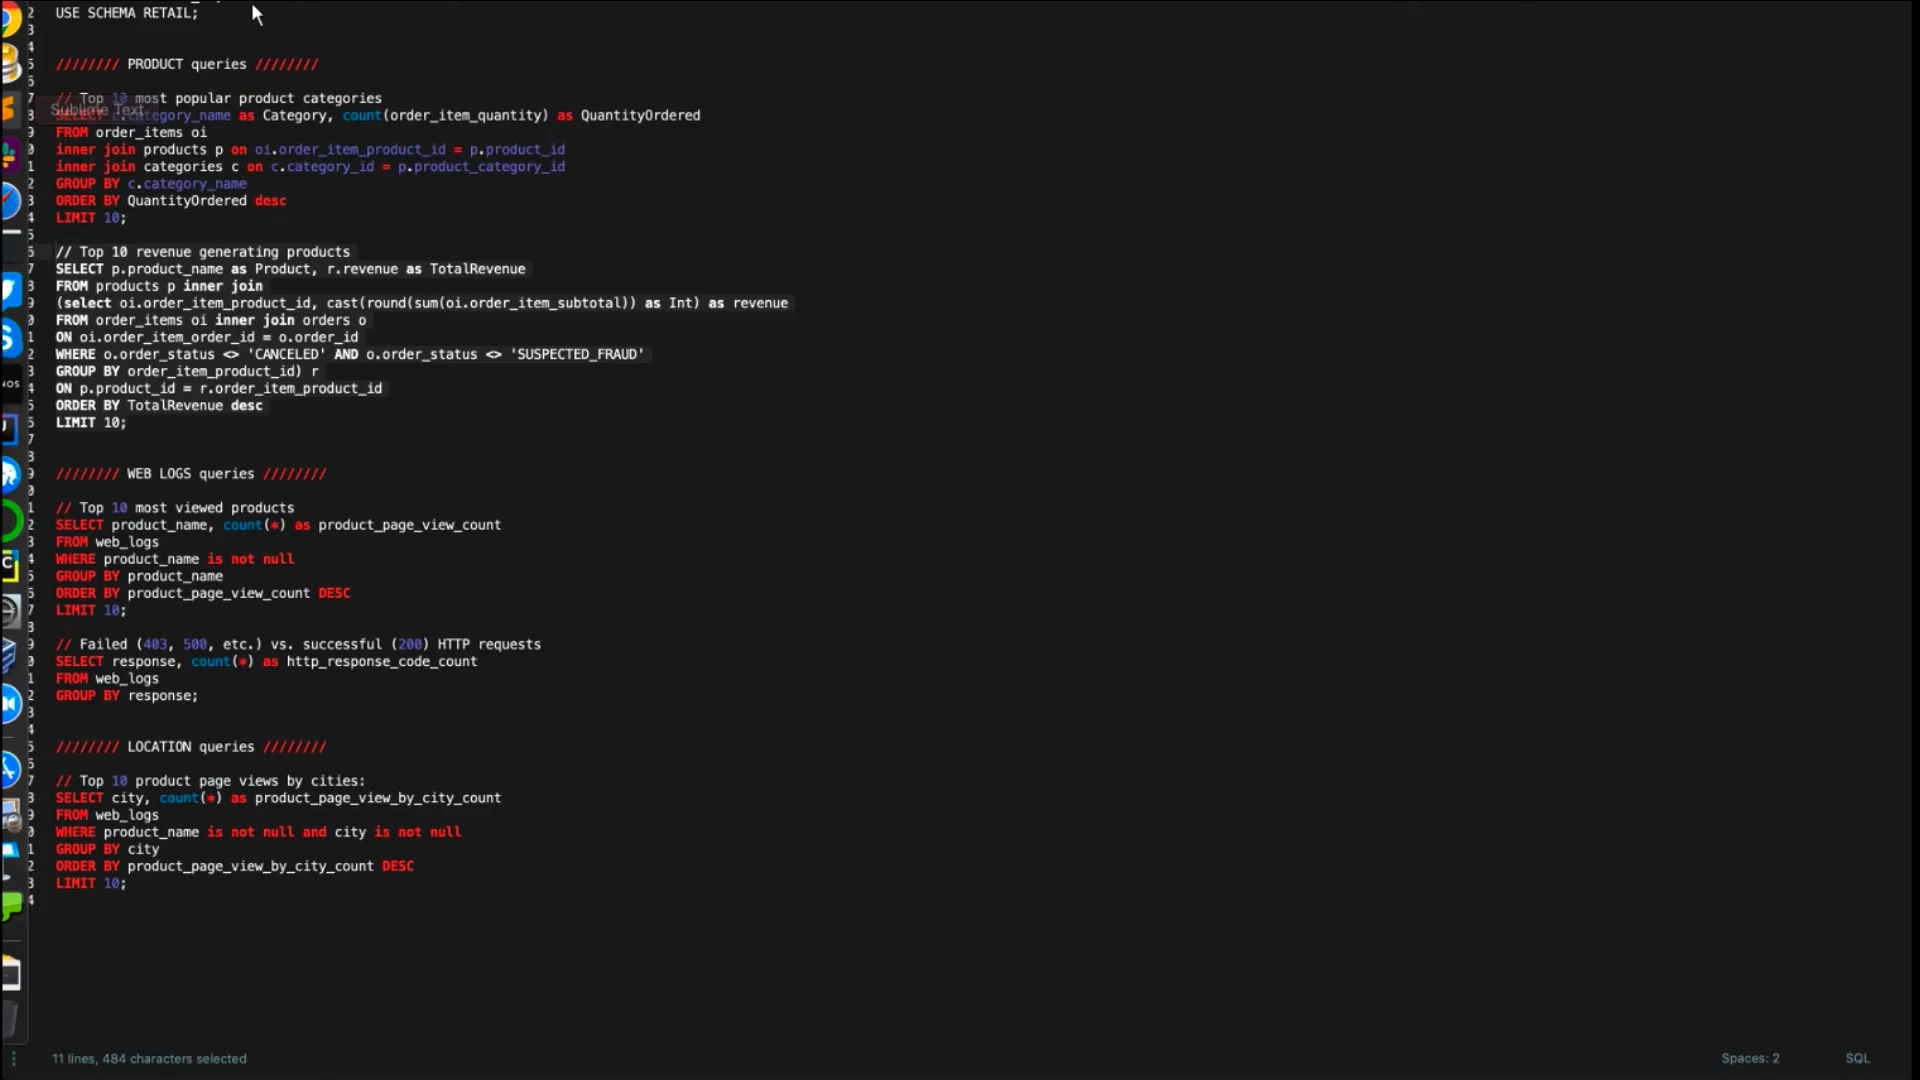 USE SCHEMA RETAIL;
//////// PRODUCT queries ////////
// Top 10 most popular product categories
Sublime Text
SELECT c.category_name as Category, count(order_item_quantity) as QuantityOrdered
FROM order_items oi
inner join products p on oi.order_item_product_id = p.product_id
inner join categories c on c.category_id = p.product_category_id
GROUP BY c.category_name
ORDER BY QuantityOrdered desc
LIMIT 10;
// Top 10 revenue generating products
SELECT p.product_name as Product, r.revenue as TotalRevenue
FROM products p inner join
(select oi.order_item_product_id, cast(round(sum(oi.order_item_subtotal)) as Int) as revenue
FROM order_items oi inner join orders o
ON oi.order_item_order_id = o.order_id
WHERE o.order_status <> 'CANCELED' AND o.order_status <> 'SUSPECTED_FRAUD'
GROUP BY order_item_product_id) r
ON p.product_id = r.order_item_product_id
ORDER BY TotalRevenue desc
LIMIT 10;
//////// WEB LOGS queries ////////
// Top 10 most viewed products
SELECT product_name, count(*) as product_page_view_count
FROM web_logs
WHERE product_name is not null
GROUP BY product_name
ORDER BY product_page_view_count DESC
LIMIT 10;
// Failed (403, 500, etc.) vs. successful (200) HTTP requests
SELECT response, count(*) as http_response_code_count
FROM web_logs
GROUP BY response;
//////// LOCATION queries ////////
// Top 10 product page views by cities:
SELECT city, count(*) as product_page_view_by_city_count
FROM web_logs
WHERE product_name is not null and city is not null
GROUP BY city
ORDER BY product_page_view_by_city_count DESC
LIMIT 10;
11 lines, 484 characters selected
Spaces: 2
SQL